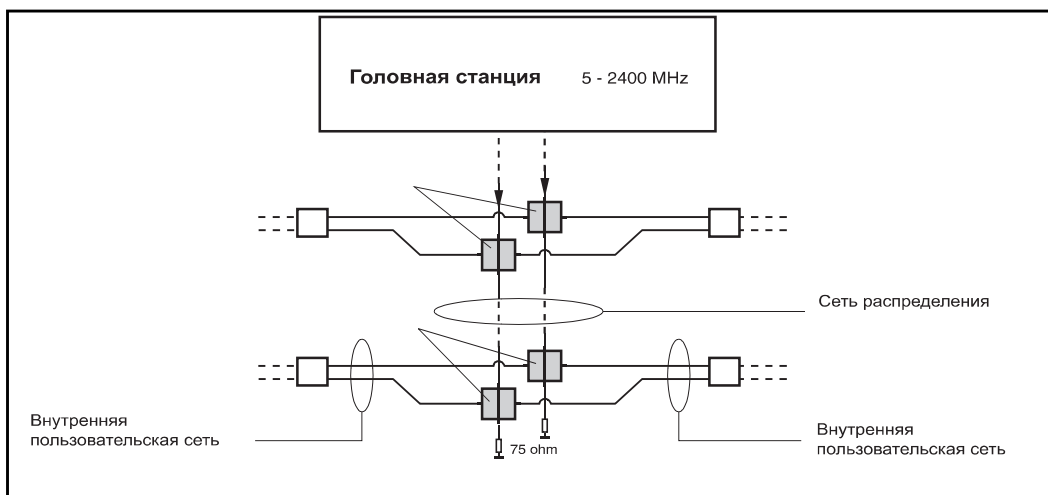 Головная станция 5 - 2400 MHz
Сеть распределения
Внутренняя
пользовательская сеть
75 ohm
Внутренняя
пользовательская сеть